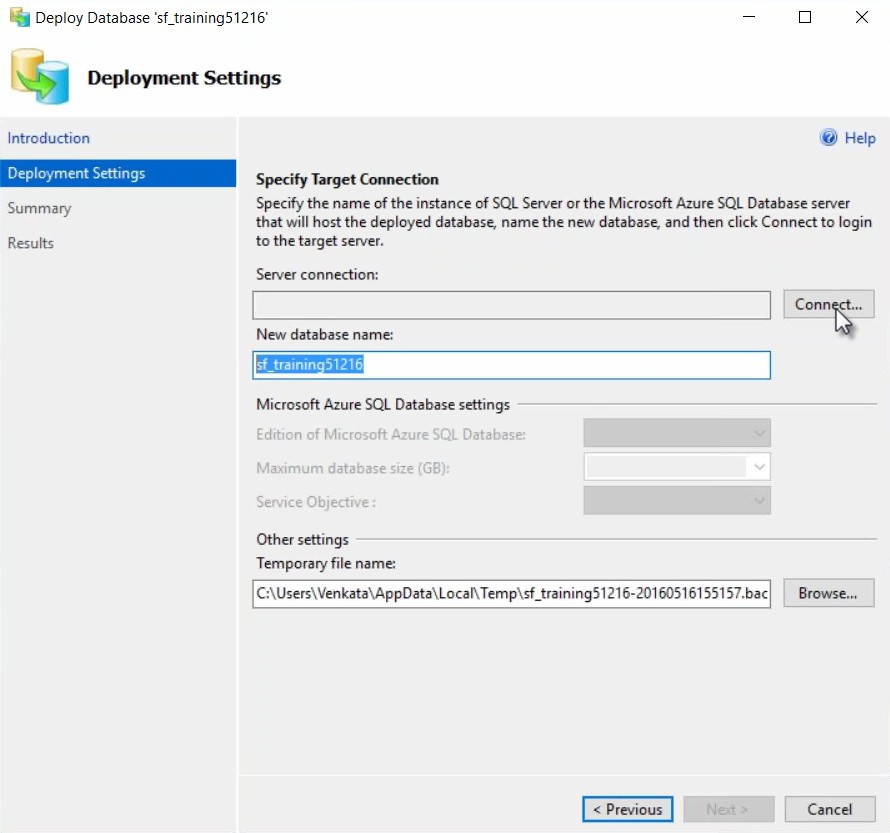 Deploy Database 'sf_training51216'
Deployment Settings
Introduction
Help
Deployment Settings
Summary
Results
Specify Target Connection
Specify the name of the instance of SQL Server or the Microsoft Azure SQL Database server
that will host the deployed database, name the new database, and then click Connect to login
to the target server.
Server connection:
Connect...
New database name:
sf_training51216
Microsoft Azure SQL Database settings
Edition of Microsoft Azure SQL Database:
Maximum database size (GB):
Service Objective :
Other settings
Temporary file name:
C:\Users\Venkata\AppData\Local\Temp\sf_training51216-20160516155157.bac
Browse...
< Previous
Next >
Cancel